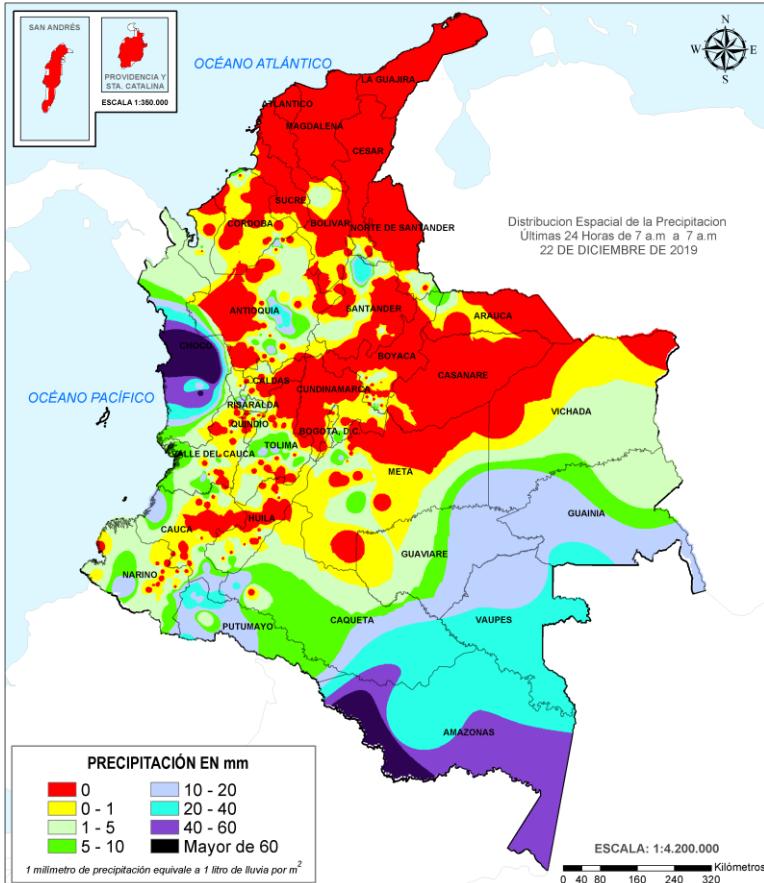 SAN ANDRÉS
PROVIDENCIA Y
STA. CATALINA
ESCALA 1:350.000
N
W
E
S
OCÉANO ATLÁNTICO
LA GUAJIRA
ATLANTICO
MAGDALENA
CESAR
SUCRE
CORDOBA
BOLIVAR
NORTE DE SANTANDER
Distribucion Espacial de la Precipitacion
Últimas 24 Horas de 7 a.m a 7 a.m
22 DE DICIEMBRE DE 2019
ANTIOQUIA
SANTANDER
ARAUCA
CHOCO
BOYACA
CASANARE
OCÉANO PACÍFICO
CALDAS
CUNDINAMARCA
RISARALDA
VICHADA
QUINDIO
BOGOTA, D.C.
TOLIMA
VALLE DEL CAUCA
META
GUAINIA
CAUCA
HUILA
GUAVIARE
NARINO
PUTUMAYO
CAQUETA
VAUPES
AMAZONAS
PRECIPITACIÓN EN mm
0
0 - 1
1 - 5
5 - 10
10 - 20
20 - 40
40 - 60
Mayor de 60
1 milímetro de precipitación equivale a 1 litro de lluvia por m²
ESCALA: 1:4.200.000
Kilómetros
0 40 80 160 240 320